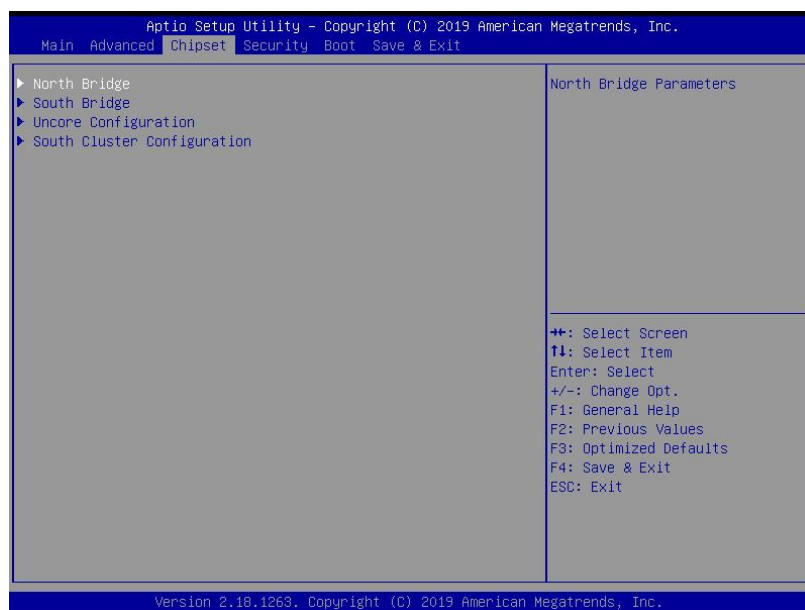 Aptio Setup Utility – Copyright (C) 2019 American Megatrends, Inc.
Main Advanced Chipset Security Boot Save & Exit
▶ North Bridge
▶ South Bridge
▶ Uncore Configuration
▶ South Cluster Configuration
North Bridge Parameters
→←: Select Screen
↑↓: Select Item
Enter: Select
+/-: Change Opt.
F1: General Help
F2: Previous Values
F3: Optimized Defaults
F4: Save & Exit
ESC: Exit
Version 2.18.1263. Copyright (C) 2019 American Megatrends, Inc.